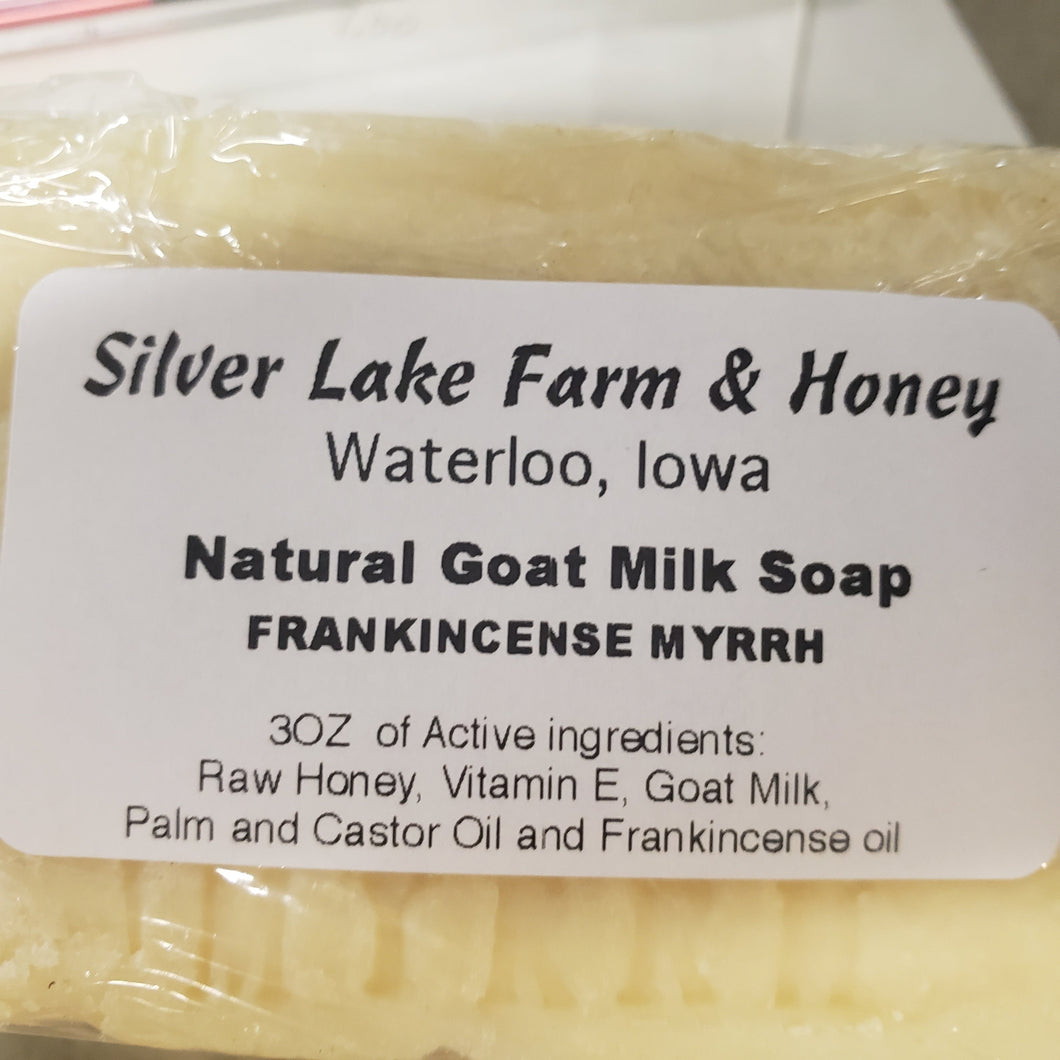 Silver Lake Farm & Honey
Waterloo, Iowa
Natural Goat Milk Soap
FRANKINCENSE MYRRH
3OZ of Active ingredients:
Raw Honey, Vitamin E, Goat Milk,
Palm and Castor Oil and Frankincense oil